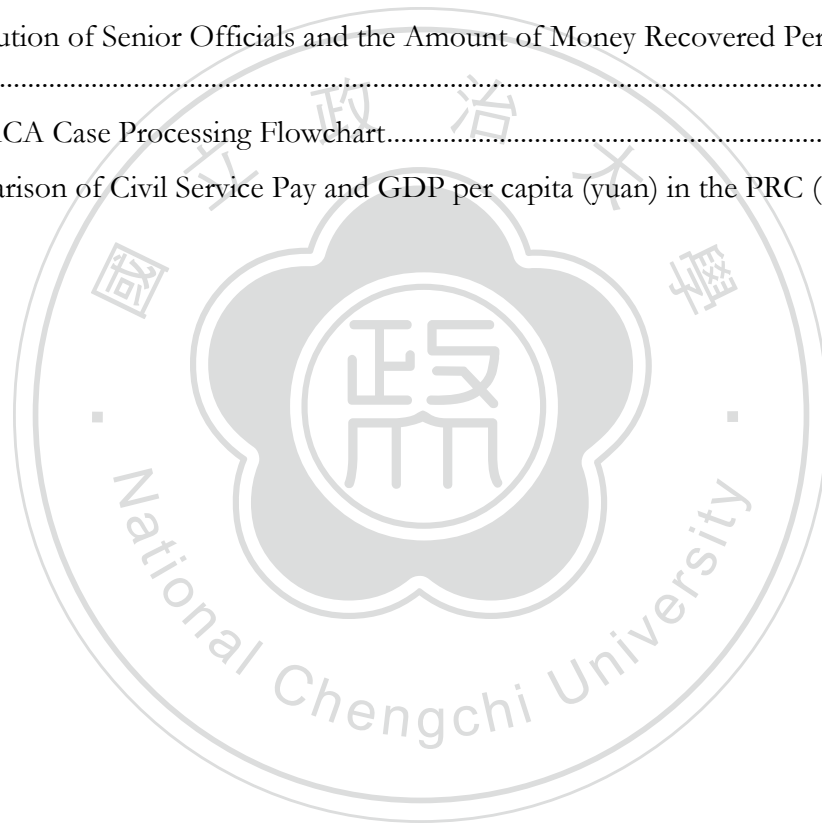 ution of Senior Officials and the Amount of Money Recovered Per
....................................................................................................
CA Case Processing Flowchart..........................................................
arison of Civil Service Pay and GDP per capita (yuan) in the PRC (
國立政治大學
政
National Chengchi University